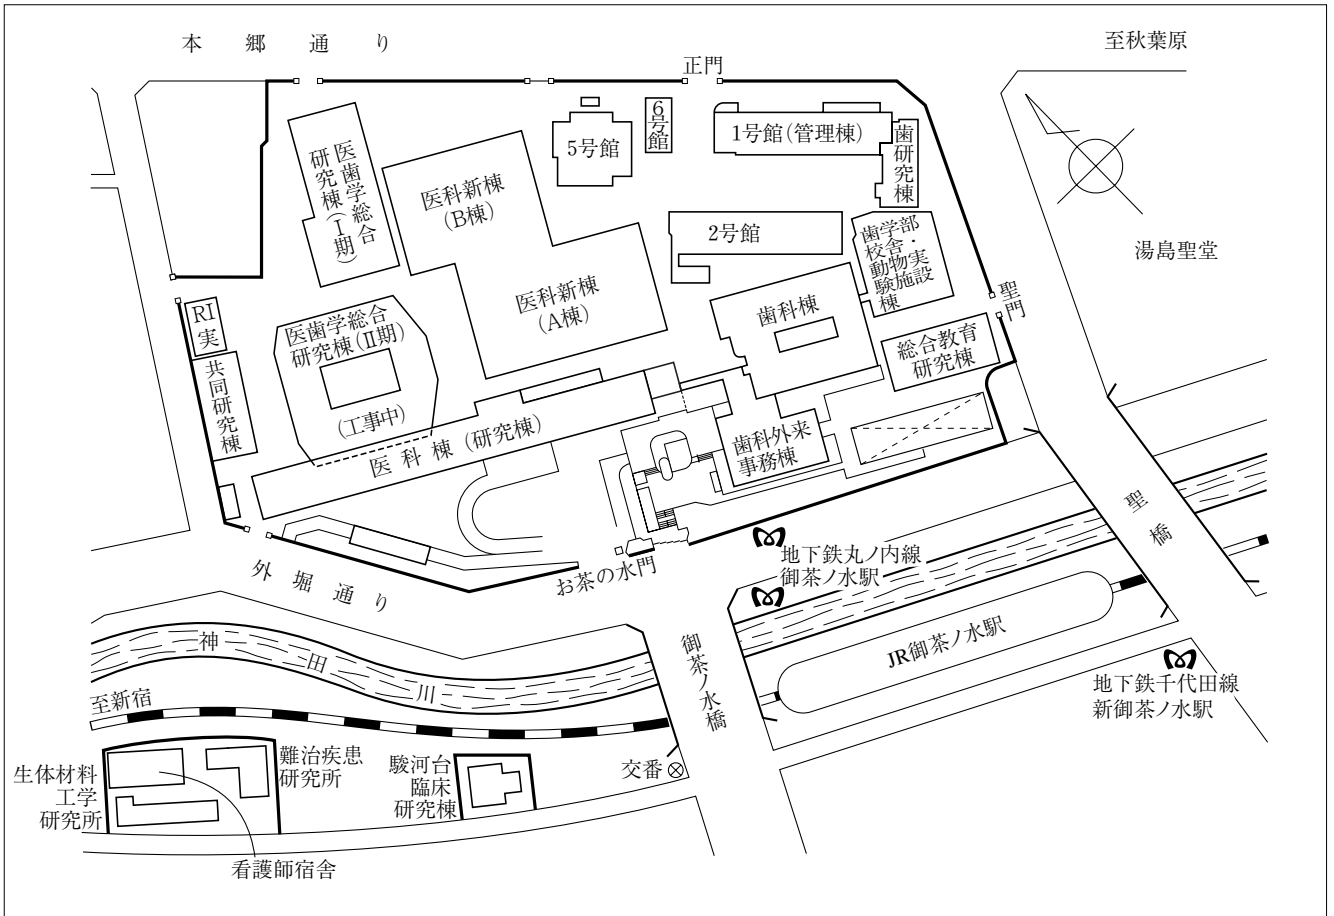 本郷通り
至秋葉原
正門
6号館
1号館(管理棟)
5号館
歯研究棟
医歯学総合
研究棟(Ⅰ期)
医科新棟
(B棟)
2号館
歯学部
校舎・
動物実
験施設
棟
湯島聖堂
医科新棟
(A棟)
歯科棟
聖門
RI
実
医歯学総合
研究棟(II期)
総合教育
研究棟
共同研究棟
(工事中)
医科棟(研究棟)
歯科外来
事務棟
聖橋
地下鉄丸ノ内線
御茶ノ水駅
お茶の水門
外堀通り
神田川
御茶ノ水橋
JR御茶ノ水駅
地下鉄千代田線
新御茶ノ水駅
至新宿
生体材料
工学
研究所
難治疾患
研究所
駿河台
臨床
研究棟
交番
看護師宿舎